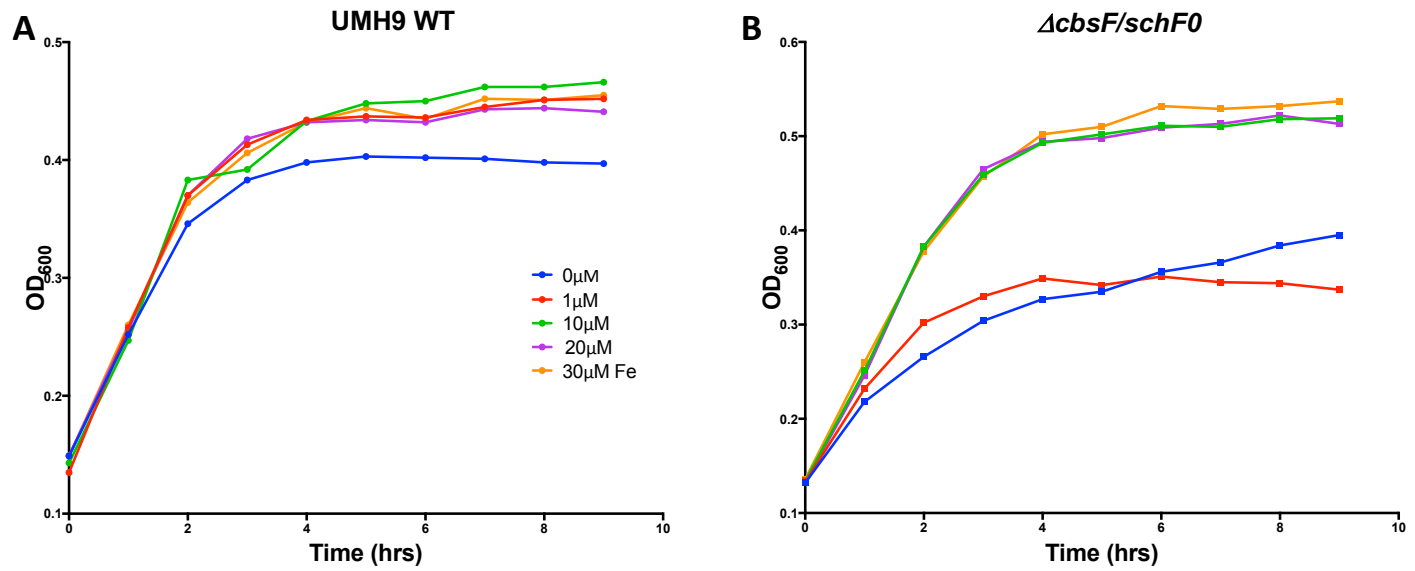 A
UMH9 WT
0.5
0.4
0.3
0.2
0.1
OD600
0 2 4 6 8 10
Time (hrs)
0µM
1µM
10µM
20µM
30µM Fe
B
ΔcbsF/schF0
0.6
0.5
0.4
0.3
0.2
0.1
OD600
0 2 4 6 8 10
Time (hrs)